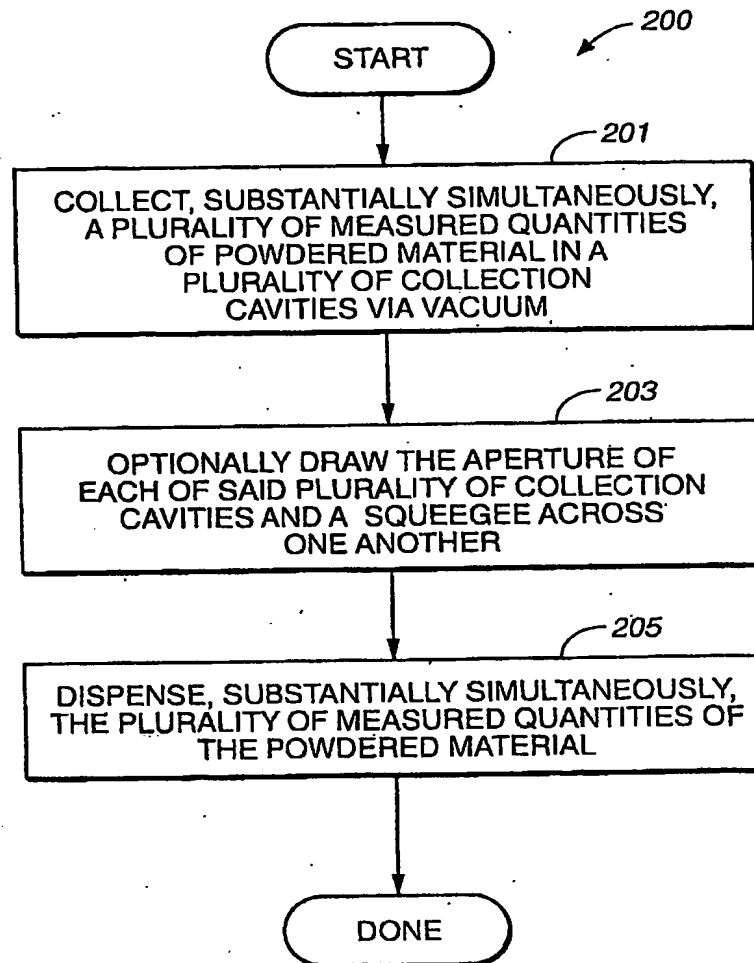 START
200
201
COLLECT, SUBSTANTIALLY SIMULTANEOUSLY,
A PLURALITY OF MEASURED QUANTITIES
OF POWDERED MATERIAL IN A
PLURALITY OF COLLECTION
CAVITIES VIA VACUUM
203
OPTIONALLY DRAW THE APERTURE OF
EACH OF SAID PLURALITY OF COLLECTION
CAVITIES AND A SQUEEGEE ACROSS
ONE ANOTHER
205
DISPENSE, SUBSTANTIALLY SIMULTANEOUSLY,
THE PLURALITY OF MEASURED QUANTITIES OF
THE POWDERED MATERIAL
DONE